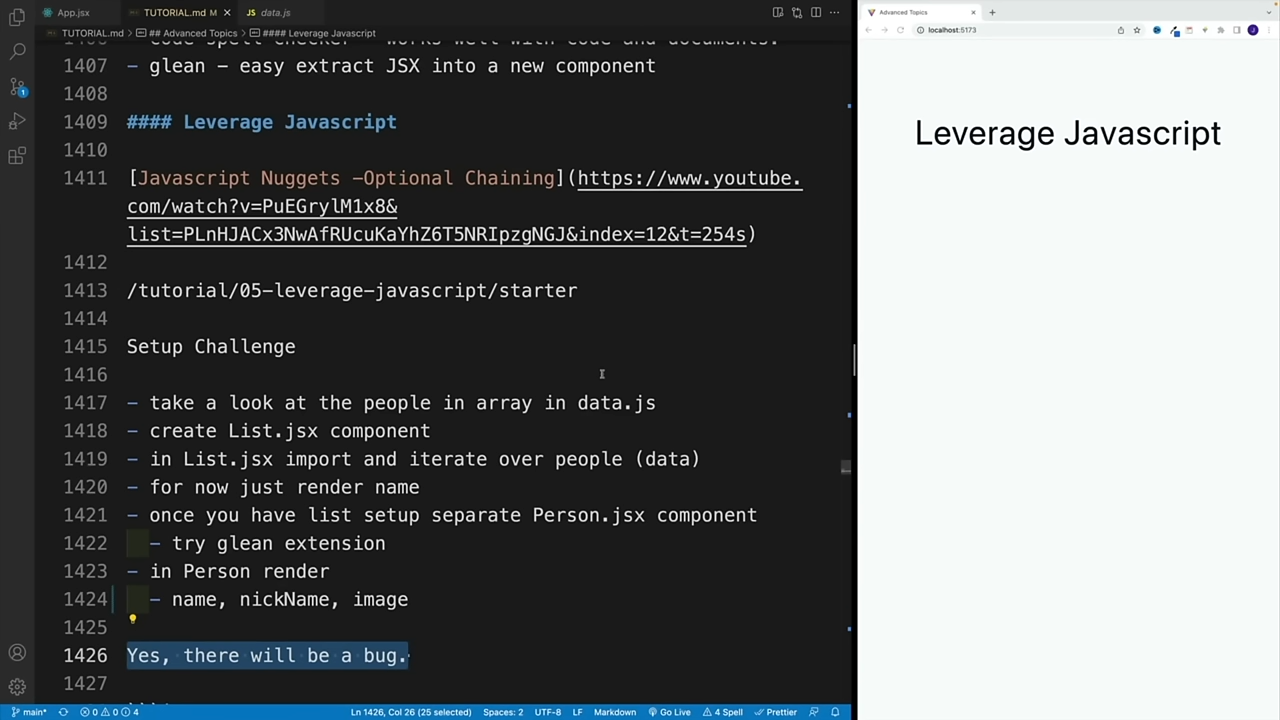 App.jsx
TUTORIAL.md M
data.js
TUTORIAL.md > ## Advanced Topics > #### Leverage Javascript
1407 - glean - easy extract JSX into a new component
1408
1409 #### Leverage Javascript
1410
1411 [Javascript Nuggets -Optional Chaining](https://www.youtube.
com/watch?v=PuEGrylM1x8&
list=PLnHJACx3NwAfRUcuKaYhZ6T5NRIpzgNGJ&index=12&t=254s)
1412
1413 /tutorial/05-leverage-javascript/starter
1414
1415 Setup Challenge
1416
1417 - take a look at the people in array in data.js
1418 - create List.jsx component
1419 - in List.jsx import and iterate over people (data)
1420 - for now just render name
1421 - once you have list setup separate Person.jsx component
1422 - try glean extension
1423 - in Person render
1424 - name, nickName, image
1425
1426 Yes, there will be a bug.
1427
main*
0 0 4
Ln 1426, Col 26 (25 selected)
Spaces: 2
UTF-8
LF
Markdown
Go Live
4 Spell
Prettier
1
Advanced Topics
localhost:5173
J
Leverage Javascript